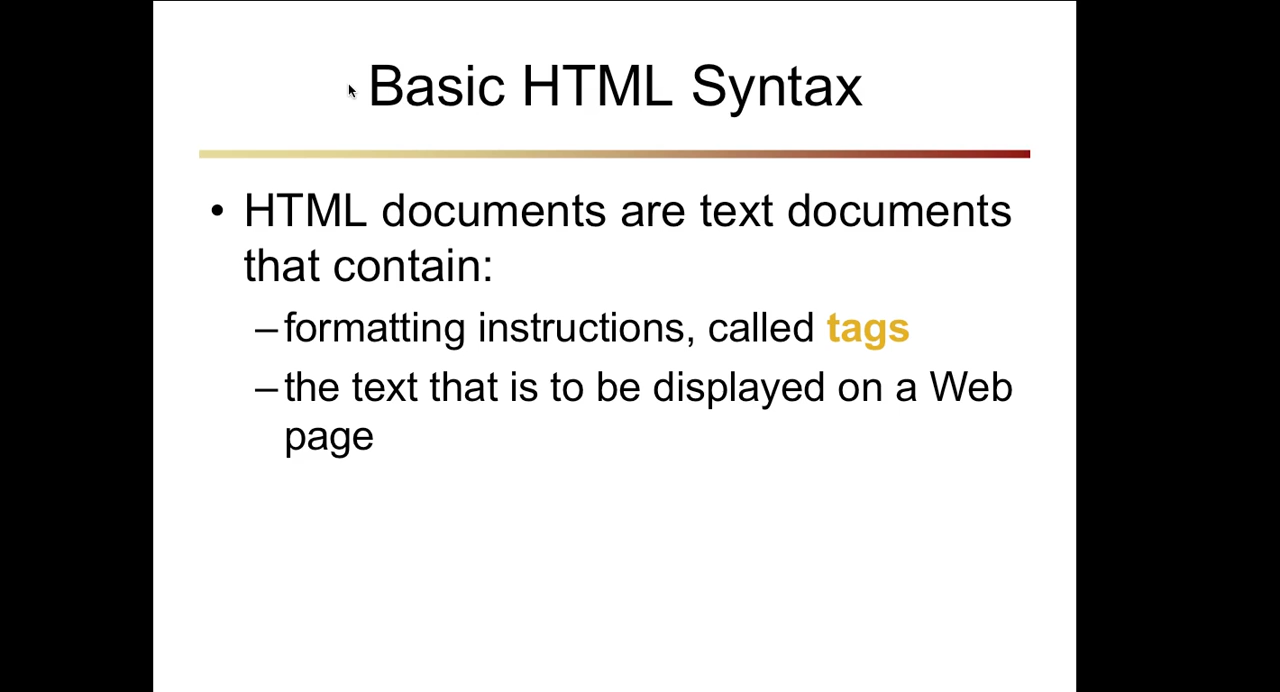 Basic HTML Syntax
• HTML documents are text documents
that contain:
– formatting instructions, called tags
– the text that is to be displayed on a Web
page